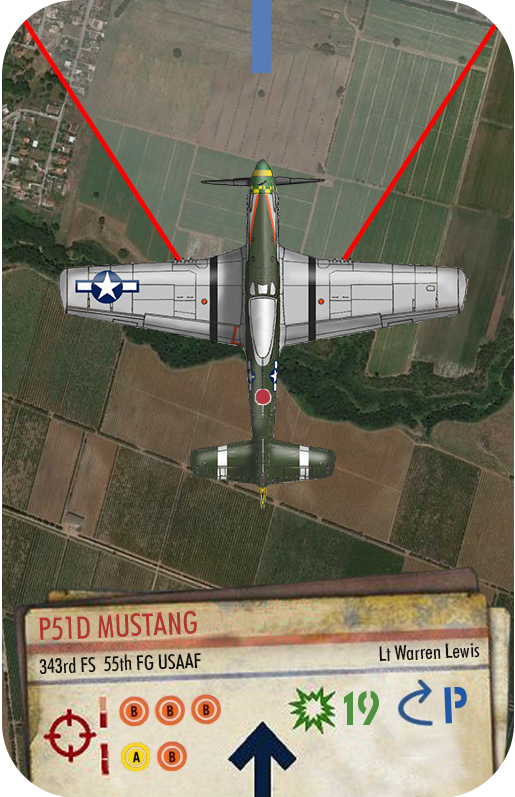 P51D MUSTANG
343rd FS 55th FG USAAF
Lt Warren Lewis
B B B
A B
19
P